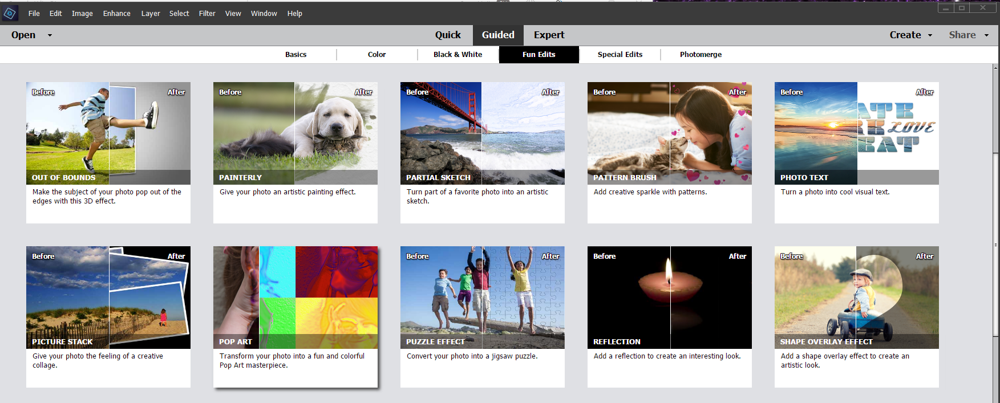 File Edit Image Enhance Layer Select Filter View Window Help
Open Quick Guided Expert Create Share
Basics Color Black & White Fun Edits Special Edits Photomerge
Before After
OUT OF BOUNDS
Make the subject of your photo pop out of the
edges with this 3D effect.
Before After
PAINTERLY
Give your photo an artistic painting effect.
Before After
PARTIAL SKETCH
Turn part of a favorite photo into an artistic
sketch.
Before After
PATTERN BRUSH
Add creative sparkle with patterns.
Before After
ATE
RK LOVE
EAT
PHOTO TEXT
Turn a photo into cool visual text.
Before After
PICTURE STACK
Give your photo the feeling of a creative
collage.
POP ART
Transform your photo into a fun and colorful
Pop Art masterpiece.
Before After
PUZZLE EFFECT
Convert your photo into a jigsaw puzzle.
Before After
REFLECTION
Add a reflection to create an interesting look.
Before After
SHAPE OVERLAY EFFECT
Add a shape overlay effect to create an
artistic look.